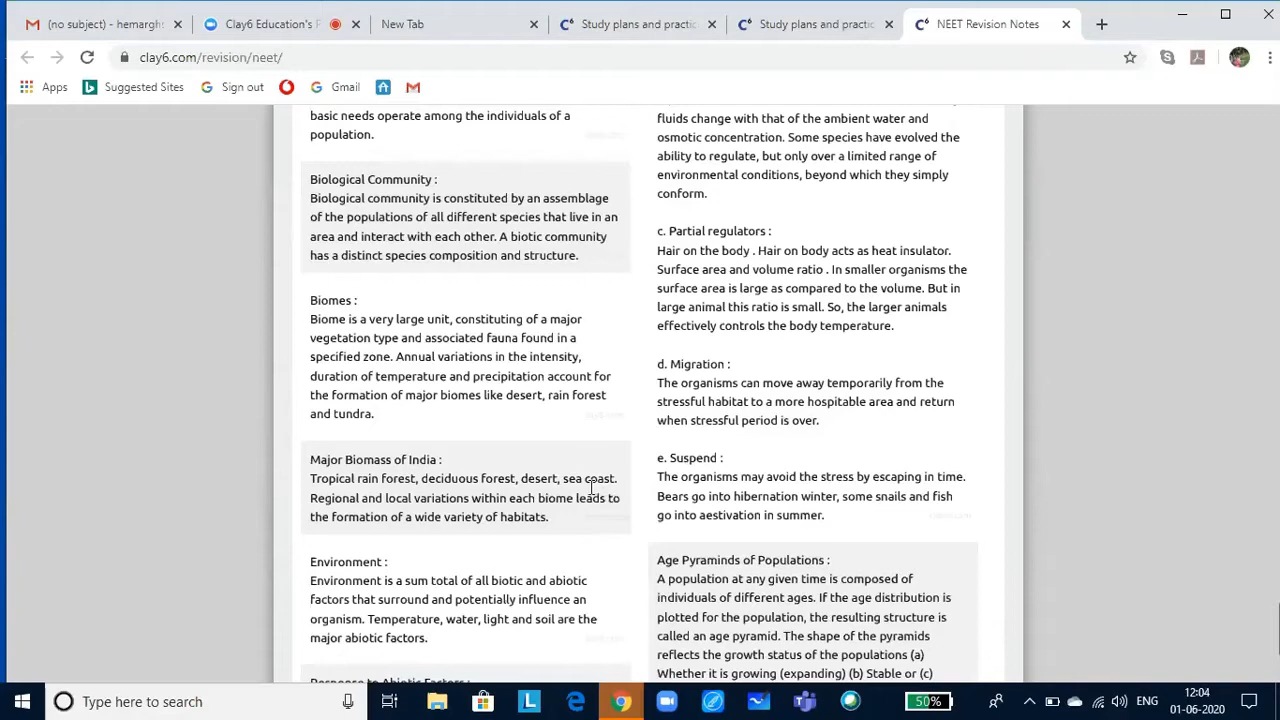 (no subject) - hemarghs
Clay6 Education's P
New Tab
Study plans and practic
Study plans and practic
NEET Revision Notes
clay6.com/revision/neet/
Apps
Suggested Sites
Sign out
Gmail
basic needs operate among the individuals of a
population.
Biological Community :
Biological community is constituted by an assemblage
of the populations of all different species that live in an
area and interact with each other. A biotic community
has a distinct species composition and structure.
Biomes :
Biome is a very large unit, constituting of a major
vegetation type and associated fauna found in a
specified zone. Annual variations in the intensity,
duration of temperature and precipitation account for
the formation of major biomes like desert, rain forest
and tundra.
Major Biomass of India :
Tropical rain forest, deciduous forest, desert, sea coast.
Regional and local variations within each biome leads to
the formation of a wide variety of habitats.
Environment :
Environment is a sum total of all biotic and abiotic
factors that surround and potentially influence an
organism. Temperature, water, light and soil are the
major abiotic factors.
Response to Abiotic Factors :
fluids change with that of the ambient water and
osmotic concentration. Some species have evolved the
ability to regulate, but only over a limited range of
environmental conditions, beyond which they simply
conform.
c. Partial regulators :
Hair on the body . Hair on body acts as heat insulator.
Surface area and volume ratio . In smaller organisms the
surface area is large as compared to the volume. But in
large animal this ratio is small. So, the larger animals
effectively controls the body temperature.
d. Migration :
The organisms can move away temporarily from the
stressful habitat to a more hospitable area and return
when stressful period is over.
e. Suspend :
The organisms may avoid the stress by escaping in time.
Bears go into hibernation winter, some snails and fish
go into aestivation in summer.
Age Pyraminds of Populations :
A population at any given time is composed of
individuals of different ages. If the age distribution is
plotted for the population, the resulting structure is
called an age pyramid. The shape of the pyramids
reflects the growth status of the populations (a)
Whether it is growing (expanding) (b) Stable or (c)
Type here to search
50%
ENG
12:04
01-06-2020